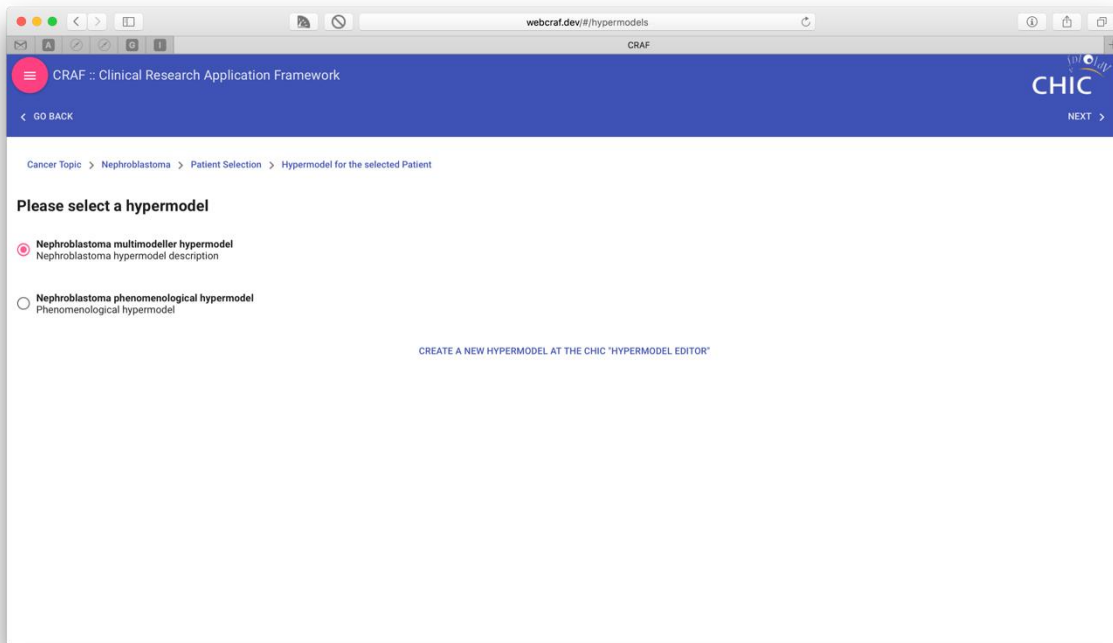 webcraf.dev/#/hypermodels
A
G
I
CRAF
CRAF :: Clinical Research Application Framework
CHIC
GO BACK
NEXT
Cancer Topic > Nephroblastoma > Patient Selection > Hypermodel for the selected Patient
Please select a hypermodel
Nephroblastoma multimodeller hypermodel
Nephroblastoma hypermodel description
Nephroblastoma phenomenological hypermodel
Phenomenological hypermodel
CREATE A NEW HYPERMODEL AT THE CHIC "HYPERMODEL EDITOR"